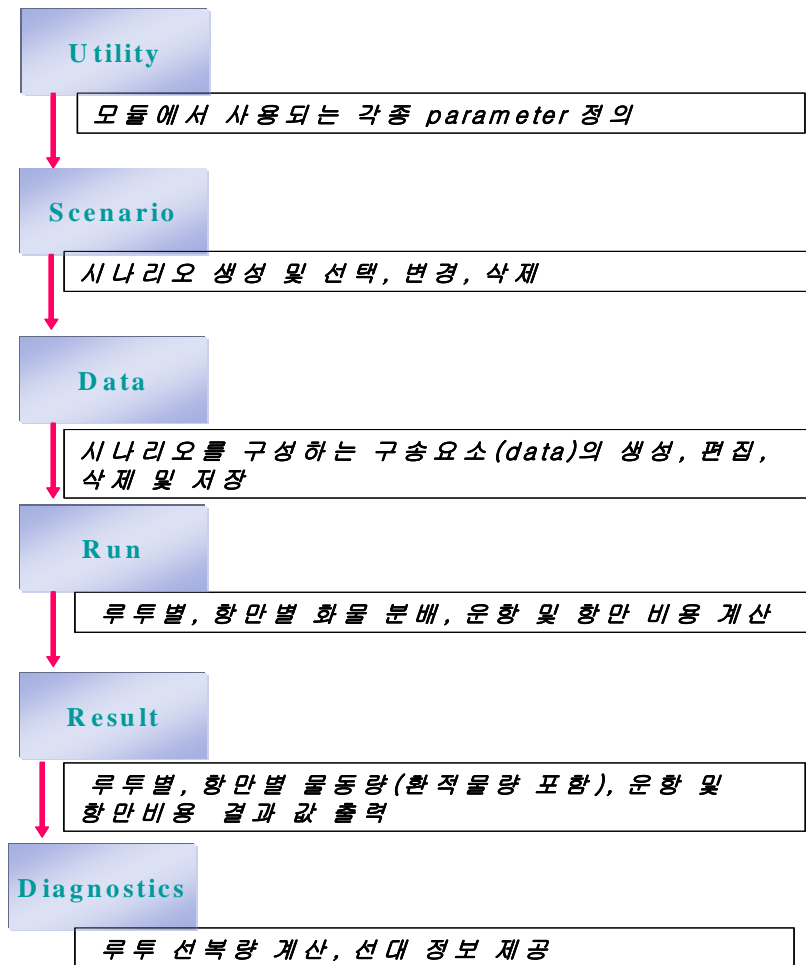 Utility
모듈에서 사용되는 각종 parameter 정의
Scenario
시나리오 생성 및 선택, 변경, 삭제
Data
시나리오를 구성하는 구송요소(data)의 생성, 편집,
삭제 및 저장
Run
루투별, 항만별 화물 분배, 운항 및 항만 비용 계산
Result
루투별, 항만별 물동량(환적물량 포함), 운항 및
항만비용 결과 값 출력
Diagnostics
루투 선복량 계산, 선대 정보 제공